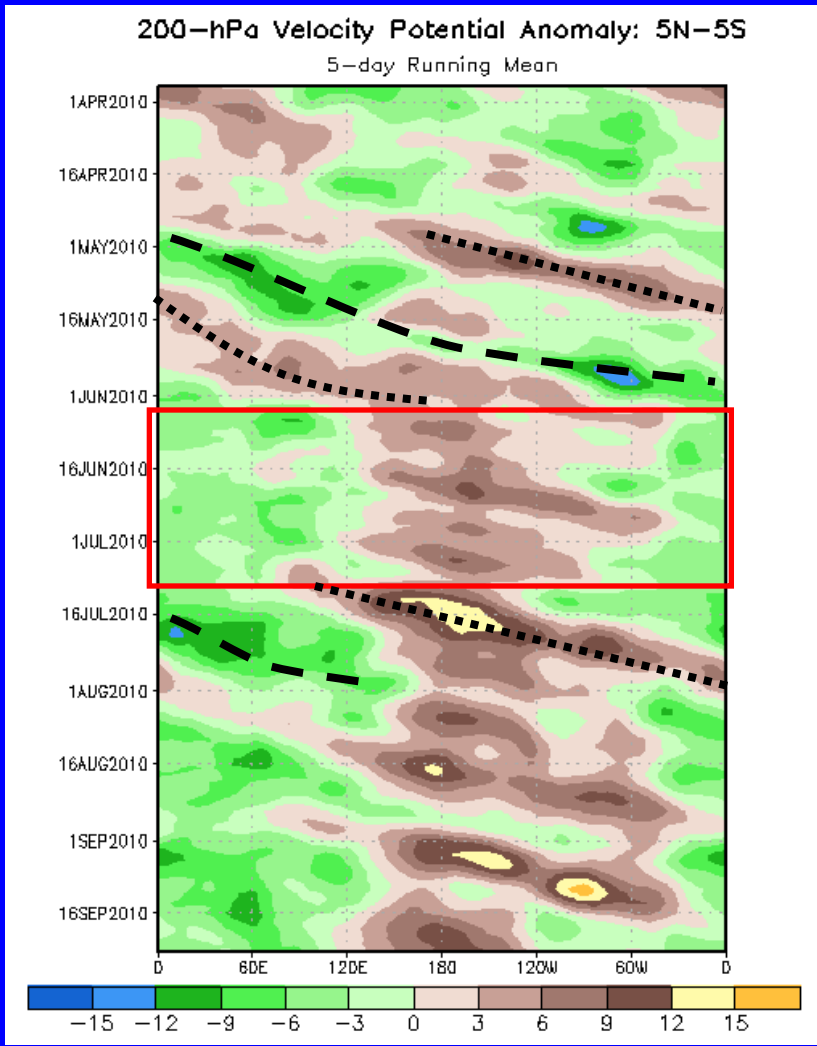 200-hPa Velocity Potential Anomaly: 5N-5S
5-day Running Mean
1APR2010
16APR2010
1MAY2010
16MAY2010
1JUN2010
16JUN2010
1JUL2010
16JUL2010
1AUG2010
16AUG2010
1SEP2010
16SEP2010
0 60E 120E 180 120W 60W 0
-15 -12 -9 -6 -3 0 3 6 9 12 15